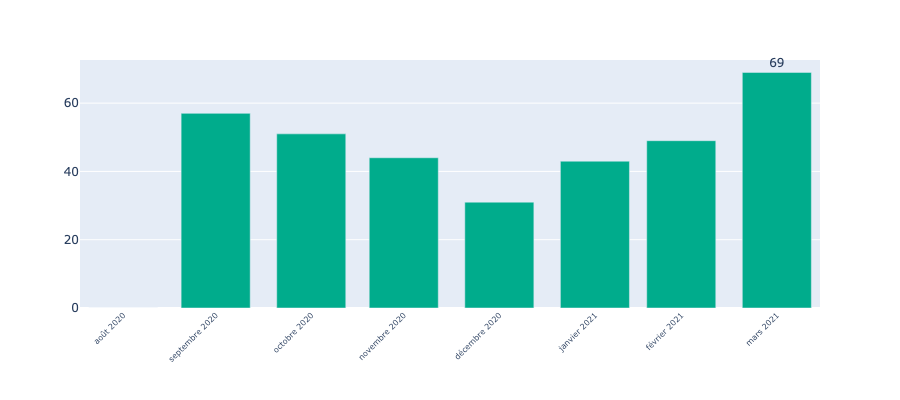 69
60
40
20
0
août 2020
septembre 2020
octobre 2020
novembre 2020
décembre 2020
janvier 2021
février 2021
mars 2021